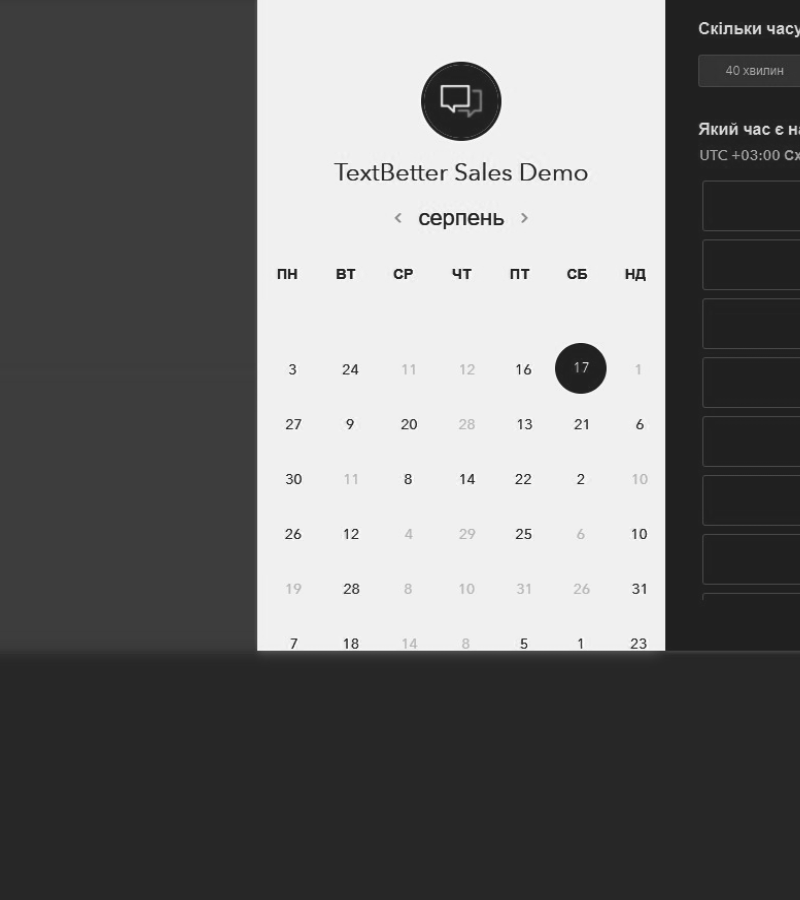 TextBetter Sales Demo
серпень
ПН ВТ СР ЧТ ПТ СБ НД
3 24 11 12 16 17 1
27 9 20 28 13 21 6
30 11 8 14 22 2 10
26 12 4 29 25 6 10
19 28 8 10 31 26 31
7 18 14 8 5 1 23
Скільки часу
40 хвилин
Який час є
UTC +03:00